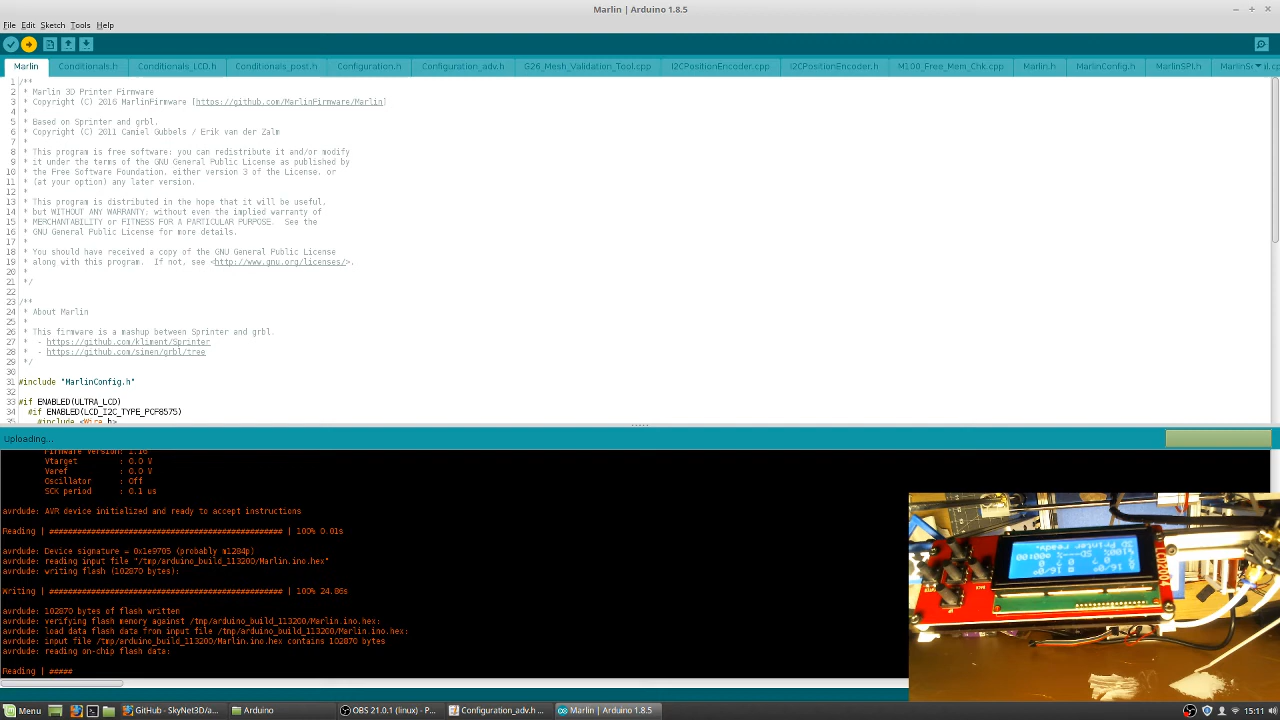 Marlin | Arduino 1.8.5
File Edit Sketch Tools Help
Marlin Conditionals.h Conditionals_LCD.h Conditionals_post.h Configuration.h Configuration_adv.h G26_Mesh_Validation_Tool.cpp I2CPositionEncoder.cpp I2CPositionEncoder.h M100_Free_Mem_Chk.cpp Marlin.h MarlinConfig.h MarlinSPI.h
1 /**
2 * Marlin 3D Printer Firmware
3 * Copyright (C) 2016 MarlinFirmware [https://github.com/MarlinFirmware/Marlin]
4 *
5 * Based on Sprinter and grbl.
6 * Copyright (C) 2011 Camiel Gubbels / Erik van der Zalm
7 *
8 * This program is free software: you can redistribute it and/or modify
9 * it under the terms of the GNU General Public License as published by
10 * the Free Software Foundation, either version 3 of the License, or
11 * (at your option) any later version.
12 *
13 * This program is distributed in the hope that it will be useful,
14 * but WITHOUT ANY WARRANTY; without even the implied warranty of
15 * MERCHANTABILITY or FITNESS FOR A PARTICULAR PURPOSE.  See the
16 * GNU General Public License for more details.
17 *
18 * You should have received a copy of the GNU General Public License
19 * along with this program.  If not, see <http://www.gnu.org/licenses/>.
20 *
21 */
22
23 /**
24 * About Marlin
25 *
26 * This firmware is a mashup between Sprinter and grbl.
27 *  - https://github.com/kliment/Sprinter
28 *  - https://github.com/simen/grbl/tree
29 */
30
31 #include "MarlinConfig.h"
32
33 #if ENABLED(ULTRA_LCD)
34 #if ENABLED(LCD_I2C_TYPE_PCF8575)
35 #include <Wire.h>
Uploading...
Firmware Version: 1.16
Vtarget : 0.0 V
Varef : 0.0 V
Oscillator : Off
SCK period : 0.1 us
avrdude: AVR device initialized and ready to accept instructions
Reading | ################################################## | 100% 0.01s
avrdude: Device signature = 0x1e9705 (probably m1284p)
avrdude: reading input file "/tmp/arduino_build_113200/Marlin.ino.hex"
avrdude: writing flash (102870 bytes):
Writing | ################################################## | 100% 24.06s
avrdude: 102870 bytes of flash written
avrdude: verifying flash memory against /tmp/arduino_build_113200/Marlin.ino.hex:
avrdude: load data flash data from input file /tmp/arduino_build_113200/Marlin.ino.hex:
avrdude: input file /tmp/arduino_build_113200/Marlin.ino.hex contains 102870 bytes
avrdude: reading on-chip flash data:
Reading | #####
3D Printer ready.
Menu GitHub - SkyNet3D/a... Arduino OBS 21.0.1 (linux) - P... Configuration_adv.h ... Marlin | Arduino 1.8.5 15:11